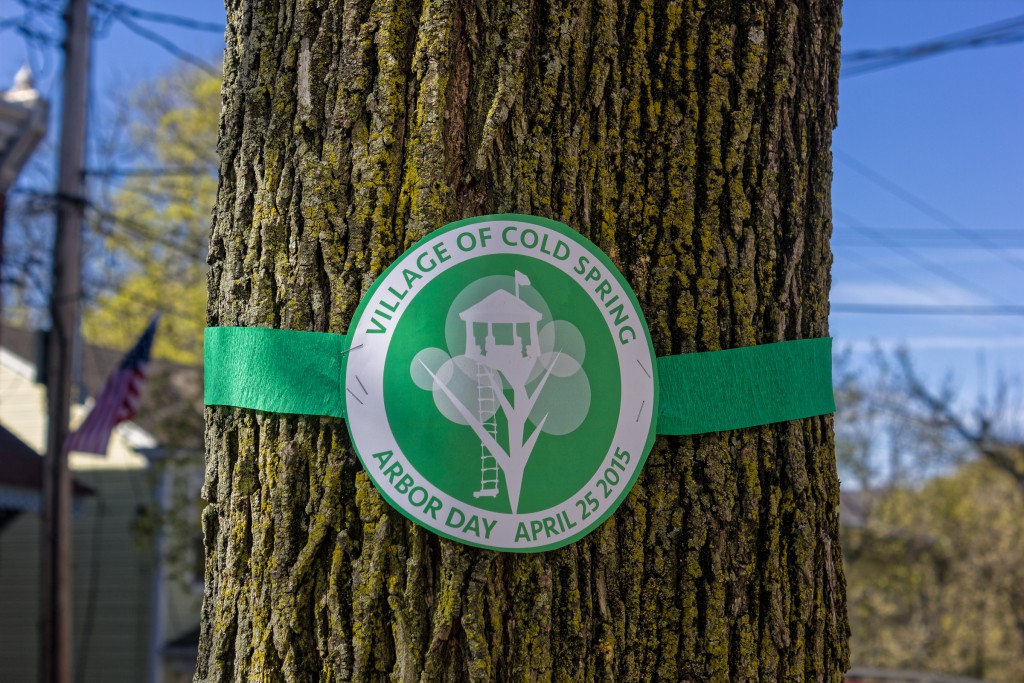 VILLAGE OF COLD SPRING
ARBOR DAY APRIL 25 2015